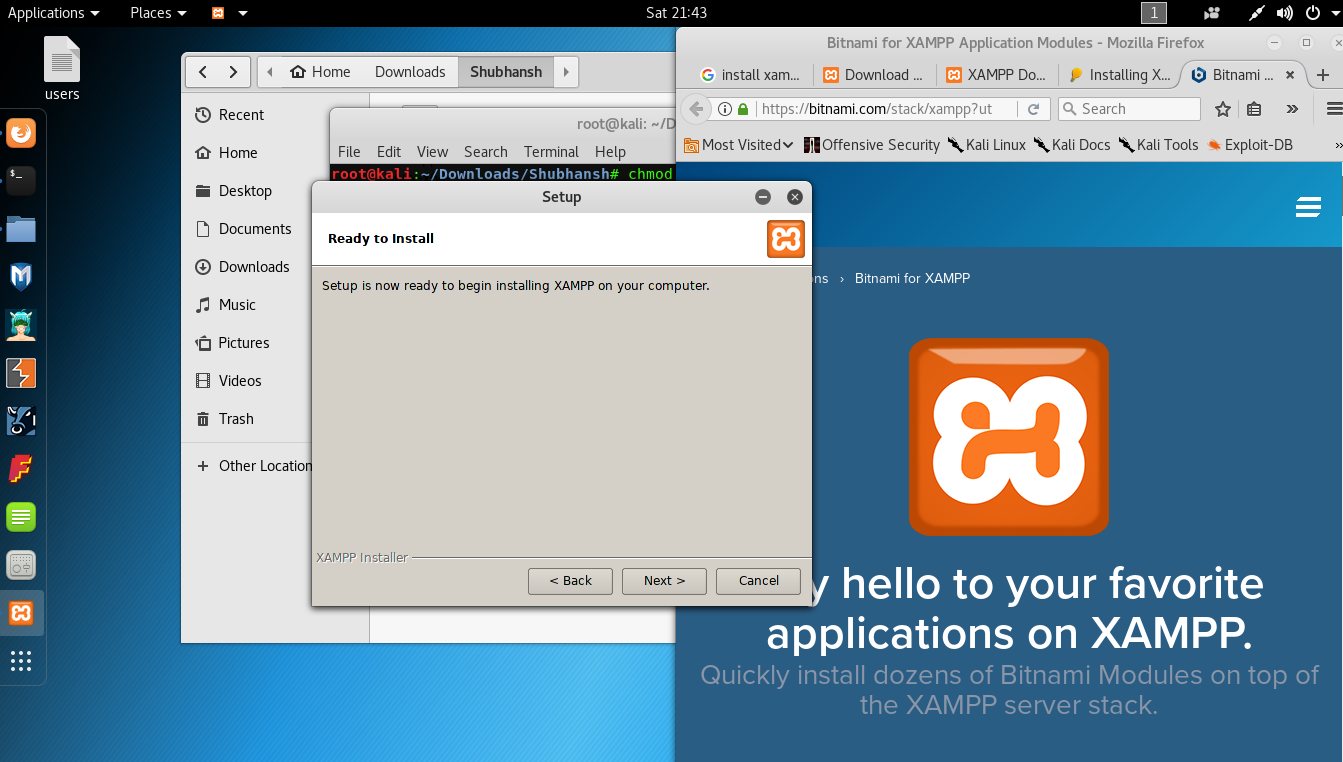 Applications Places Sat 21:43 1
users
Home Downloads Shubhansh
Recent
Home
Desktop
Documents
Downloads
Music
Pictures
Videos
Trash
Other Location
root@kali: ~/D
File Edit View Search Terminal Help
root@kali:~/Downloads/Shubhansh# chmod
Setup
Ready to Install
Setup is now ready to begin installing XAMPP on your computer.
XAMPP Installer
< Back Next > Cancel
Bitnami for XAMPP Application Modules - Mozilla Firefox
install xam... Download ... XAMPP Do... Installing X... Bitnami ...
https://bitnami.com/stack/xampp?ut Search
Most Visited Offensive Security Kali Linux Kali Docs Kali Tools Exploit-DB
ons › Bitnami for XAMPP
y hello to your favorite
applications on XAMPP.
Quickly install dozens of Bitnami Modules on top of
the XAMPP server stack.